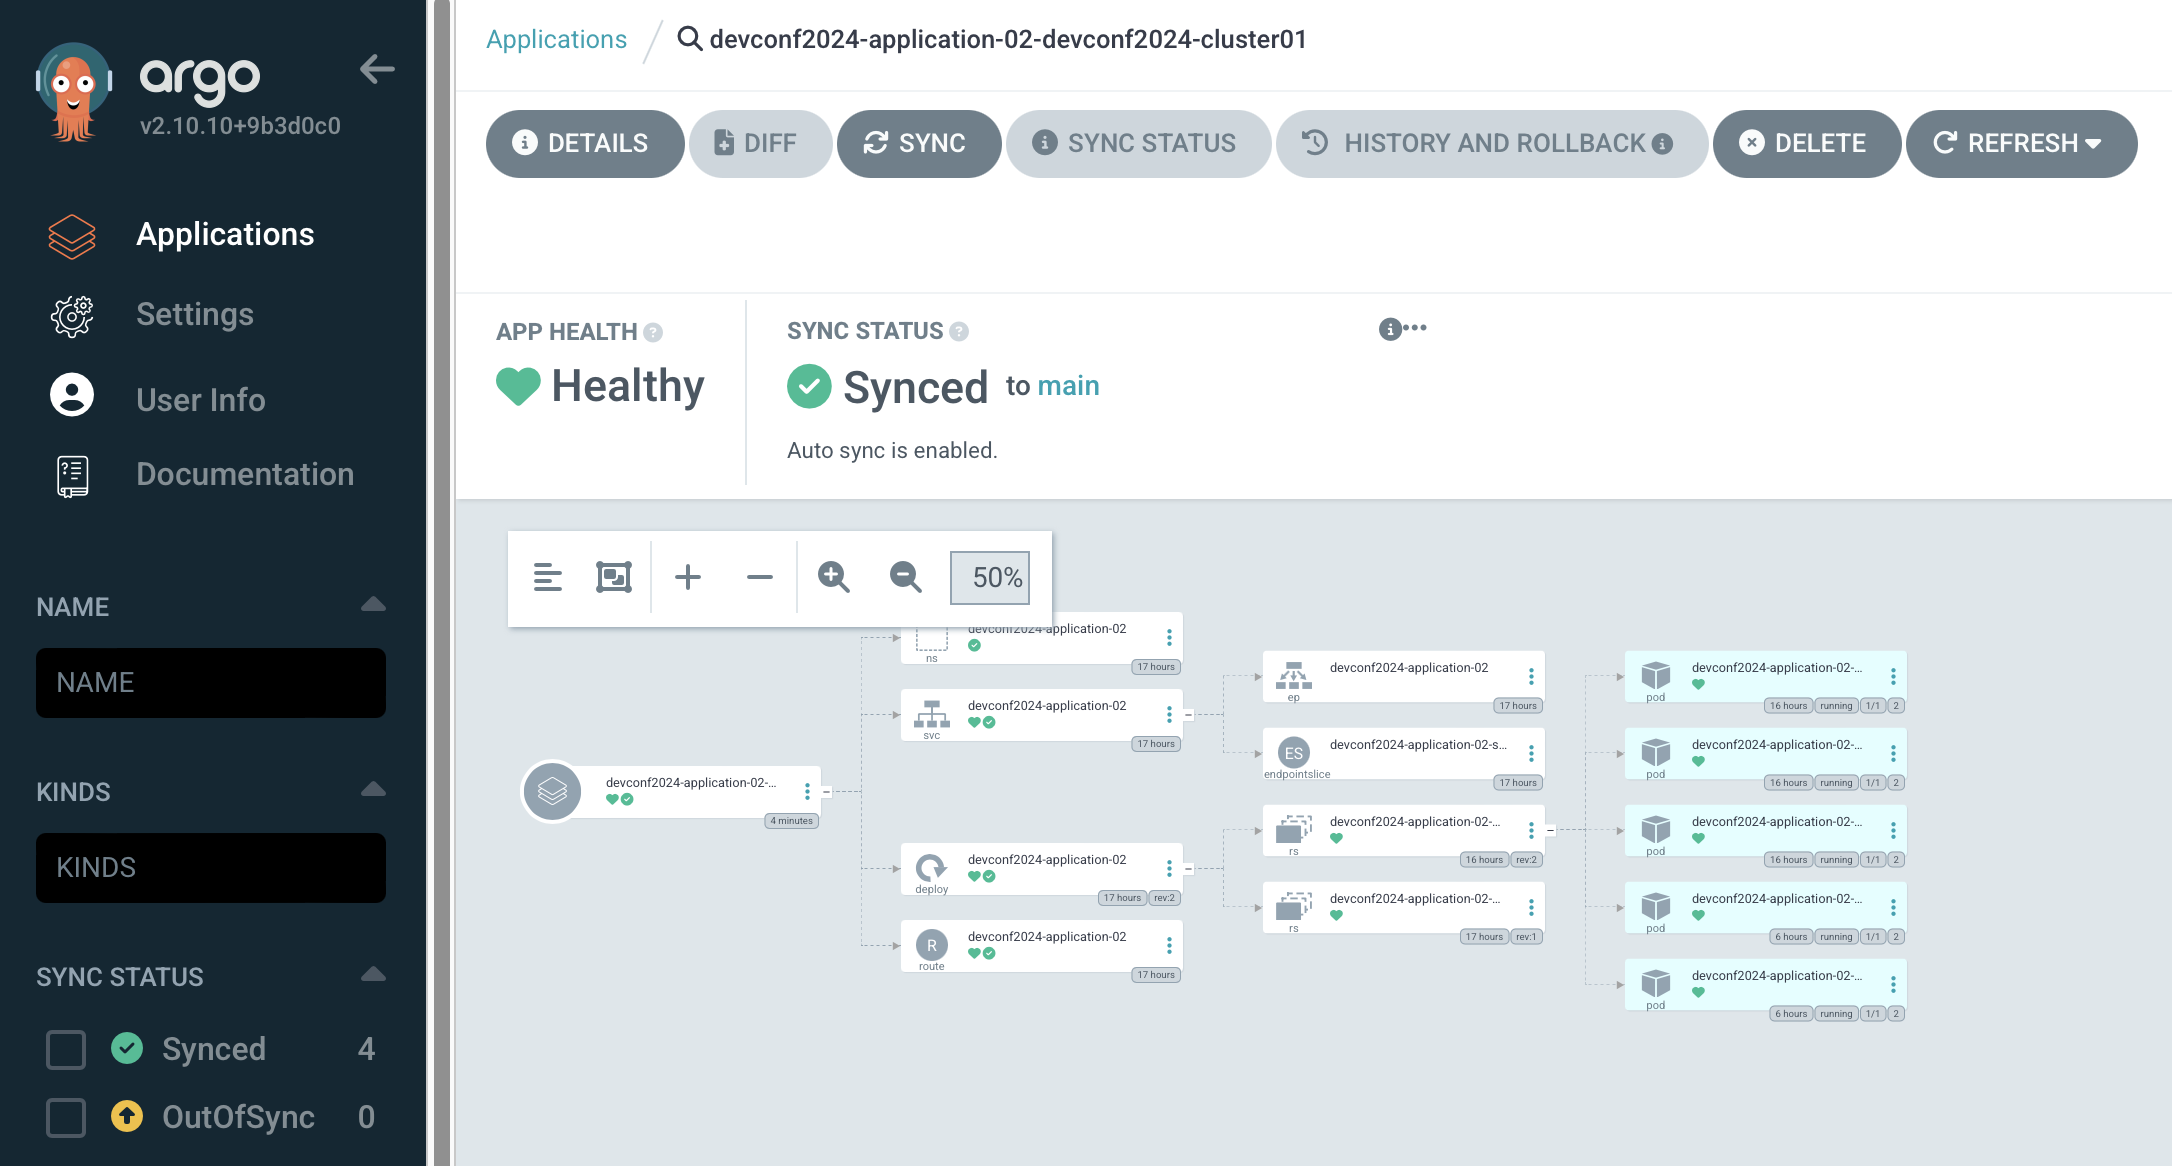 argo
v2.10.10+9b3d0c0
Applications
Settings
User Info
Documentation
NAME
NAME
KINDS
KINDS
SYNC STATUS
Synced 4
OutOfSync 0
Applications / devconf2024-application-02-devconf2024-cluster01
DETAILS DIFF SYNC SYNC STATUS HISTORY AND ROLLBACK DELETE REFRESH
APP HEALTH ?
Healthy
SYNC STATUS ?
Synced to main
Auto sync is enabled.
50%
devconf2024-application-02-...
4 minutes
devconf2024-application-02
ns
17 hours
devconf2024-application-02
svc
17 hours
devconf2024-application-02
deploy
17 hours rev:2
devconf2024-application-02
R
route
17 hours
devconf2024-application-02
ep
17 hours
devconf2024-application-02-s...
ES
endpointslice
17 hours
devconf2024-application-02-...
rs
16 hours rev:2
devconf2024-application-02-...
rs
17 hours rev:1
devconf2024-application-02-...
pod
16 hours running 1/1 2
devconf2024-application-02-...
pod
16 hours running 1/1 2
devconf2024-application-02-...
pod
16 hours running 1/1 2
devconf2024-application-02-...
pod
6 hours running 1/1 2
devconf2024-application-02-...
pod
6 hours running 1/1 2